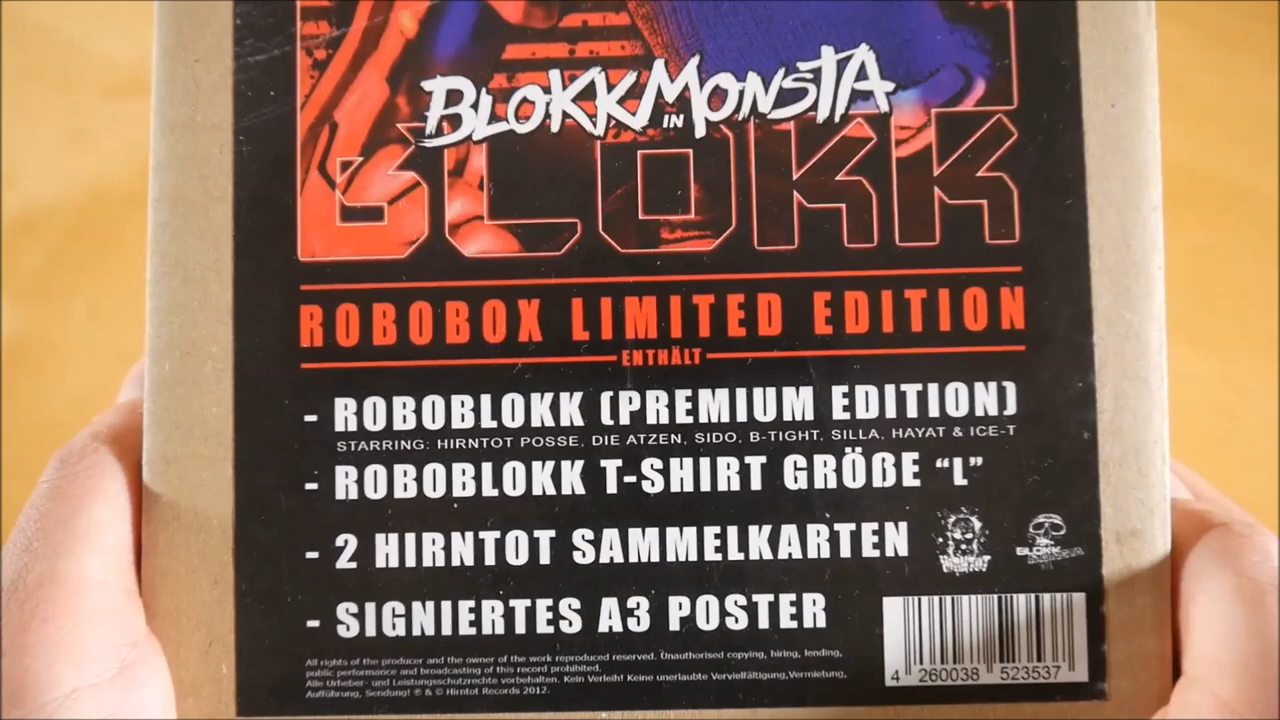 BLOKKMONSTA
IN
BLOKK
ROBOBOX LIMITED EDITION
ENTHÄLT
- ROBOBLOKK (PREMIUM EDITION)
STARRING: HIRNTOT POSSE, DIE ATZEN, SIDO, B-TIGHT, SILLA, HAYAT & ICE-T
- ROBOBLOKK T-SHIRT GRÖßE “L”
- 2 HIRNTOT SAMMELKARTEN
BLOKK
- SIGNIERTES A3 POSTER
All rights of the producer and the owner of the work reproduced reserved. Unauthorised copying, hiring, lending,
public performance and broadcasting of this record prohibited.
Alle Urheber- und Leistungsschutzrechte vorbehalten. Kein Verleih! Keine unerlaubte Vervielfältigung,Vermietung,
Aufführung, Sendung! ℗ & © Hirntot Records 2012.
4 260038 523537